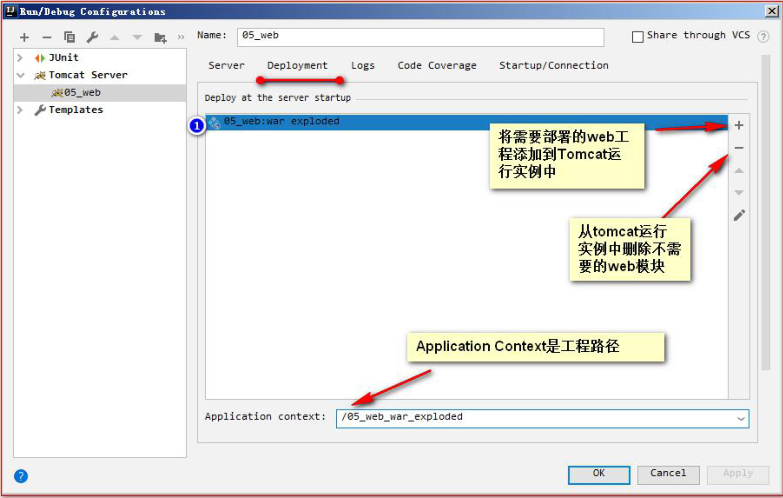 Run/Debug Configurations
Name: 05_web
Share through VCS
JUnit
Tomcat Server
05_web
Templates
Server Deployment Logs Code Coverage Startup/Connection
Deploy at the server startup
1 05_web:war exploded
将需要部署的web工
程添加到Tomcat运
行实例中
从tomcat运行
实例中删除不需
要的web模块
Application Context是工程路径
Application context: /05_web_war_exploded
OK Cancel Apply